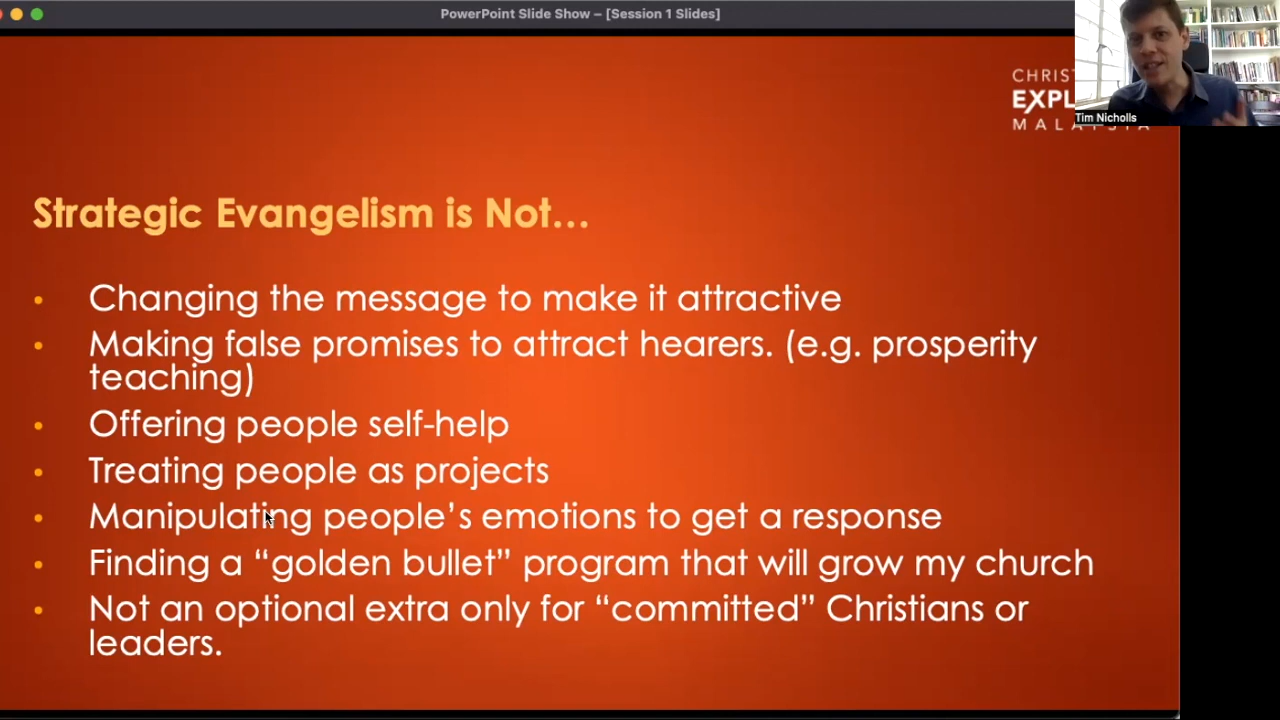 PowerPoint Slide Show – [Session 1 Slides]
Tim Nicholls
Strategic Evangelism is Not...
• Changing the message to make it attractive
• Making false promises to attract hearers. (e.g. prosperity
teaching)
• Offering people self-help
• Treating people as projects
• Manipulating people’s emotions to get a response
• Finding a “golden bullet” program that will grow my church
• Not an optional extra only for “committed” Christians or
leaders.